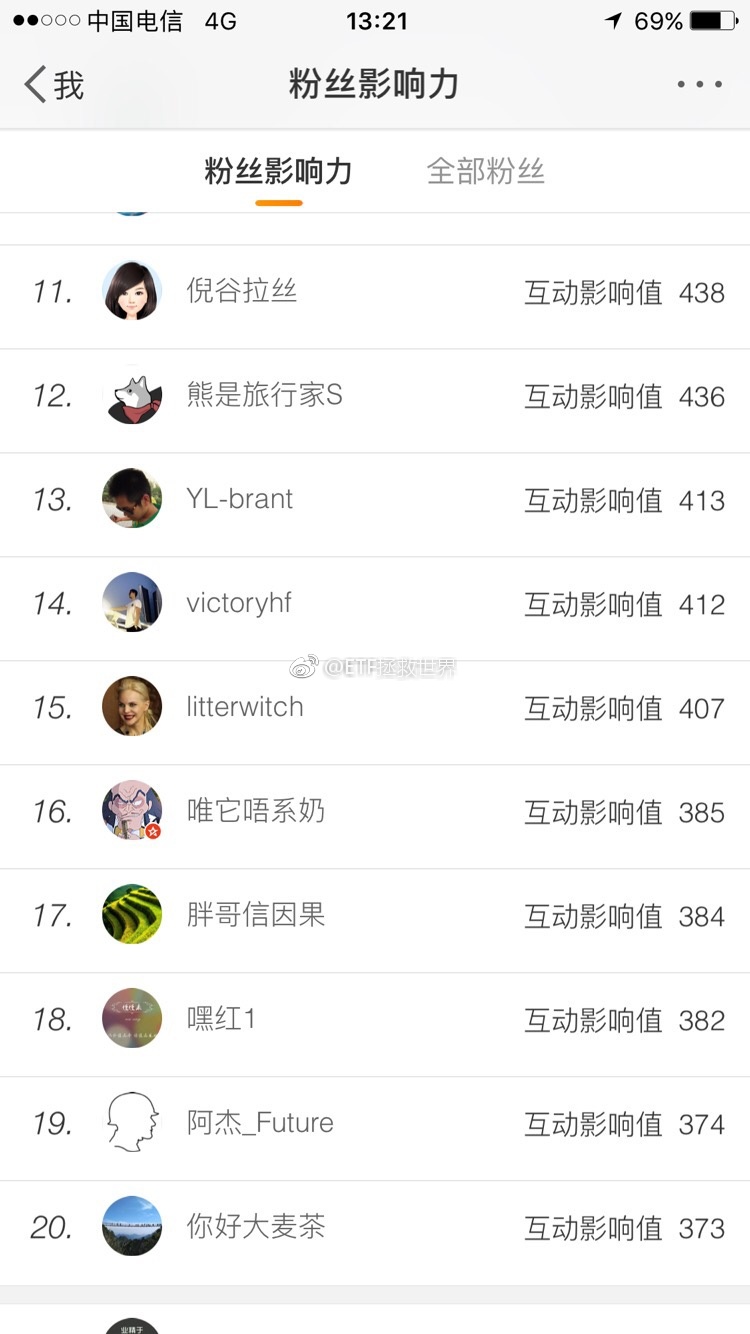 中国电信 4G 13:21 69%
我 粉丝影响力
粉丝影响力 全部粉丝
11. 倪谷拉丝 互动影响值 438
12. 熊是旅行家S 互动影响值 436
13. YL-brant 互动影响值 413
14. victoryhf 互动影响值 412
@ETF拯救世界
15. litterwitch 互动影响值 407
16. 唯它唔系奶 互动影响值 385
17. 胖哥信因果 互动影响值 384
18. 嘿红1 互动影响值 382
19. 阿杰_Future 互动影响值 374
20. 你好大麦茶 互动影响值 373
业精于